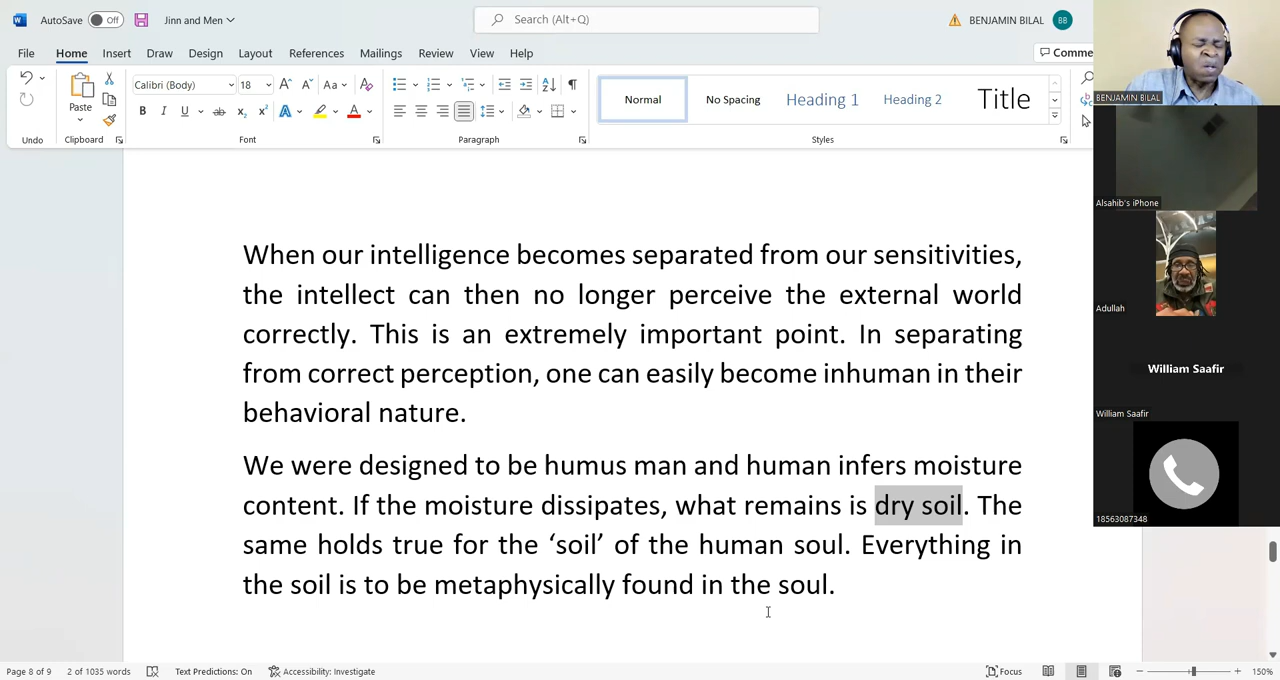 AutoSave Off Jinn and Men Search (Alt+Q) BENJAMIN BILAL BB
File Home Insert Draw Design Layout References Mailings Review View Help Comme
Calibri (Body) 18 Aa Normal No Spacing Heading 1 Heading 2 Title
Paste B I U ab x₂ x² A A
Undo Clipboard Font Paragraph Styles
BENJAMIN BILAL
Alsahib's iPhone
Adullah
William Saafir
William Saafir
18563087348
When our intelligence becomes separated from our sensitivities,
the intellect can then no longer perceive the external world
correctly. This is an extremely important point. In separating
from correct perception, one can easily become inhuman in their
behavioral nature.
We were designed to be humus man and human infers moisture
content. If the moisture dissipates, what remains is dry soil. The
same holds true for the ‘soil’ of the human soul. Everything in
the soil is to be metaphysically found in the soul.
Page 8 of 9 2 of 1035 words Text Predictions: On Accessibility: Investigate Focus 150%